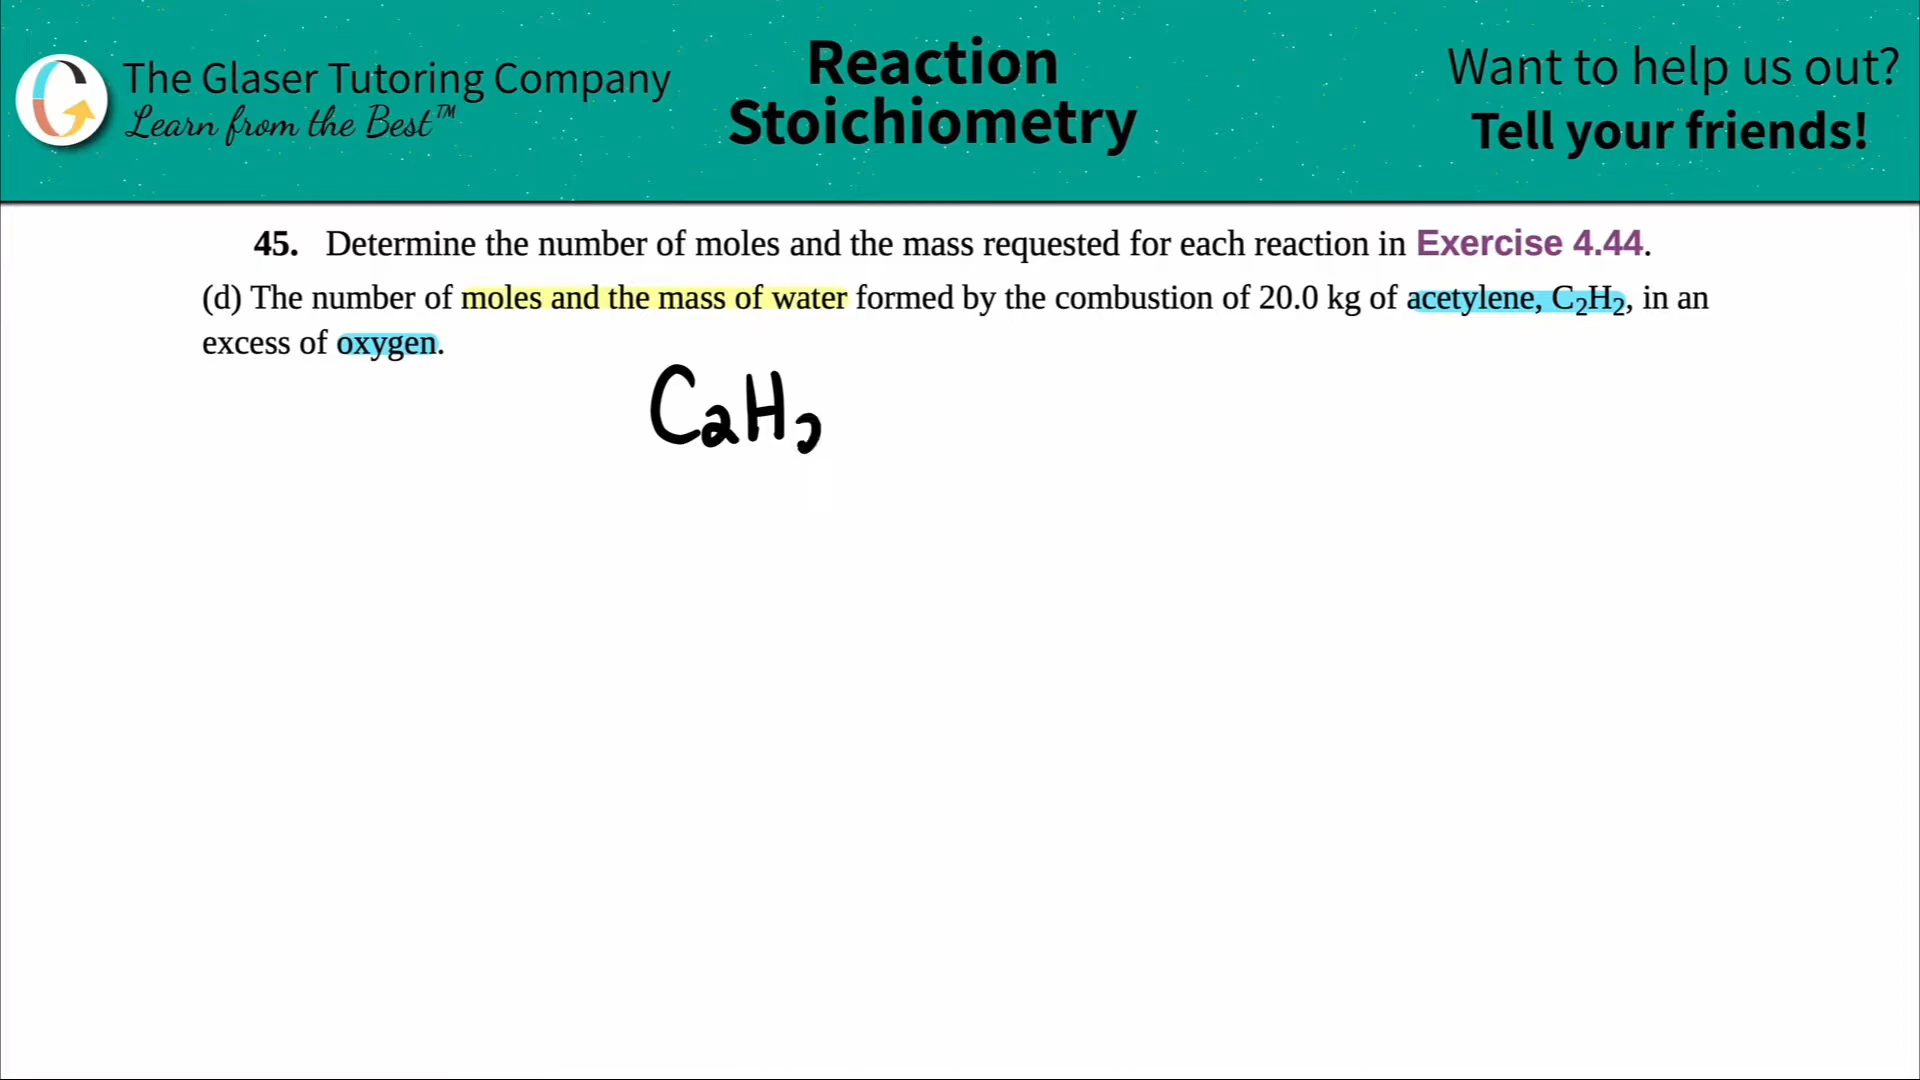 The Glaser Tutoring Company
Learn from the Best™
Reaction
Stoichiometry
Want to help us out?
Tell your friends!
45. Determine the number of moles and the mass requested for each reaction in Exercise 4.44.
(d) The number of moles and the mass of water formed by the combustion of 20.0 kg of acetylene, C₂H₂, in an
excess of oxygen.
C₂H₂